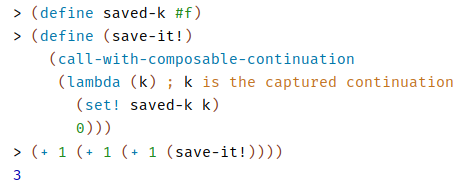 > (define saved-k #f)
> (define (save-it!)
    (call-with-composable-continuation
     (lambda (k) ; k is the captured continuation
       (set! saved-k k)
       0)))
> (+ 1 (+ 1 (+ 1 (save-it!))))
3